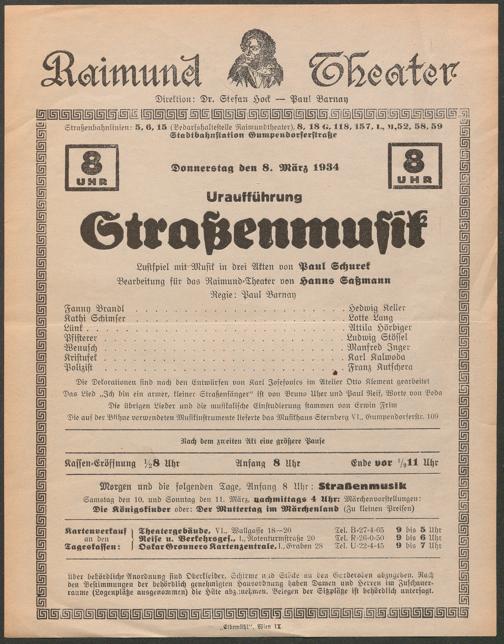 Raimund Theater
Direktion: Dr. Stefan Hock — Paul Barnay
Straßenbahnlinien: 5, 6, 15 (Bedarfshaltestelle Raimundtheater), 8, 18 G, 118, 157, L, M, 52, 58, 59
Stadtbahnstation Gumpendorferstraße
8 UHR
Donnerstag den 8. März 1934
8 UHR
Uraufführung
Straßenmusik
Lustspiel mit Musik in drei Akten von Paul Schurek
Bearbeitung für das Raimund-Theater von Hanns Saßmann
Regie: Paul Barnay
Fanny Brandl . . . Hedwig Keller
Kathi Schimser . . . Lotte Lang
Lünk . . . Attila Hörbiger
Pfisterer . . . Ludwig Stössel
Wenusch . . . Manfred Inger
Kristufek . . . Karl Kalwoda
Polizist . . . Franz Kutschera
Die Dekorationen sind nach den Entwürfen von Karl Josefovics im Atelier Otto Klement gearbeitet
Das Lied „Ich bin ein armer, kleiner Straßensänger" ist von Bruno Uher und Paul Reif, Worte von Beda
Die übrigen Lieder und die musikalische Einstudierung stammen von Erwin Frim
Die auf der Bühne verwendeten Musikinstrumente lieferte das Musikhaus Sternberg VI., Gumpendorferstr. 109
Nach dem zweiten Akt eine größere Pause
Kassen-Eröffnung ½8 Uhr Anfang 8 Uhr Ende vor ½11 Uhr
Morgen und die folgenden Tage, Anfang 8 Uhr: Straßenmusik
Samstag den 10. und Sonntag den 11. März, nachmittags 4 Uhr: Märchenvorstellungen:
Die Königskinder oder: Der Muttertag im Märchenland (Zu kleinen Preisen)
Kartenverkauf an den Tageskassen:
Theatergebäude, VI., Wallgasse 18—20 Tel. B-27-4-65 9 bis 5 Uhr
Reise u. Verkehrsgel., I., Rotenturmstraße 20 Tel. R-26-0-50 9 bis 6 Uhr
Oskar Gronners Kartenzentrale, I., Graben 28 Tel. U-22-4-45 9 bis 7 Uhr
über behördliche Anordnung sind Oberkleider, Schirme und Stöcke an den Garderoben abzugeben. Nach
den Bestimmungen der behördlich genehmigten Hausordnung haben Damen und Herren im Zuschauer-
raume (Logenplätze ausgenommen) die Hüte abzunehmen. Belegen der Sitzplätze ist behördlich untersagt.
„Elbemühl", Wien IX